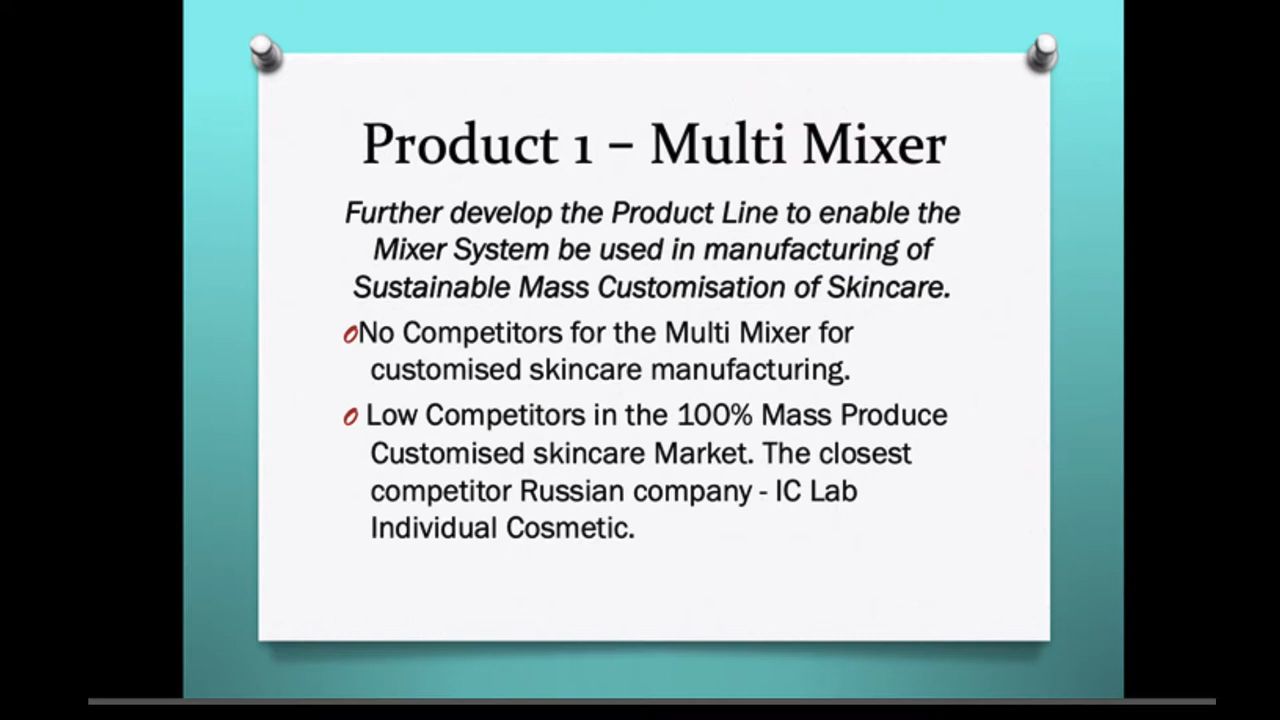 Product 1 – Multi Mixer
Further develop the Product Line to enable the
Mixer System be used in manufacturing of
Sustainable Mass Customisation of Skincare.
No Competitors for the Multi Mixer for
customised skincare manufacturing.
Low Competitors in the 100% Mass Produce
Customised skincare Market. The closest
competitor Russian company - IC Lab
Individual Cosmetic.